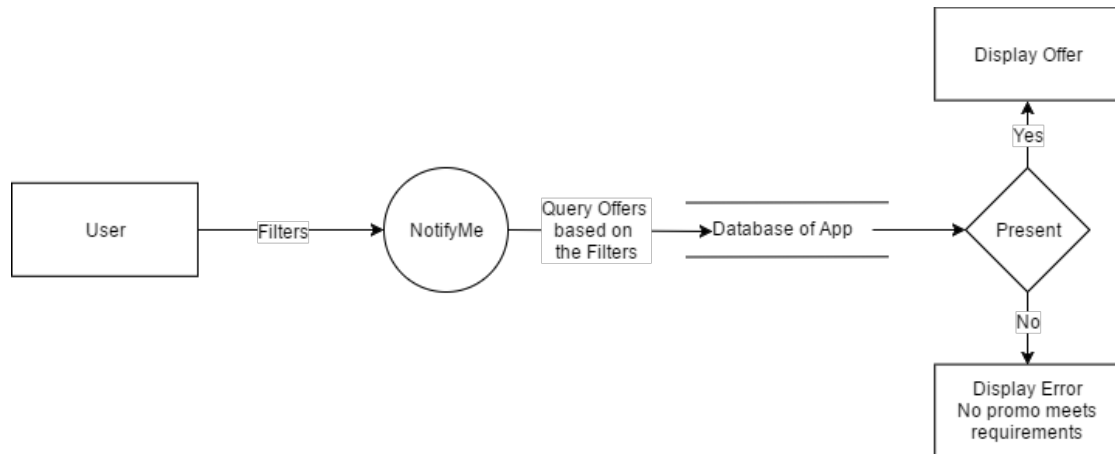 Display Offer
Yes
User
Filters
NotifyMe
Query Offers
based on
the Filters
Database of App
Present
No
Display Error
No promo meets
requirements